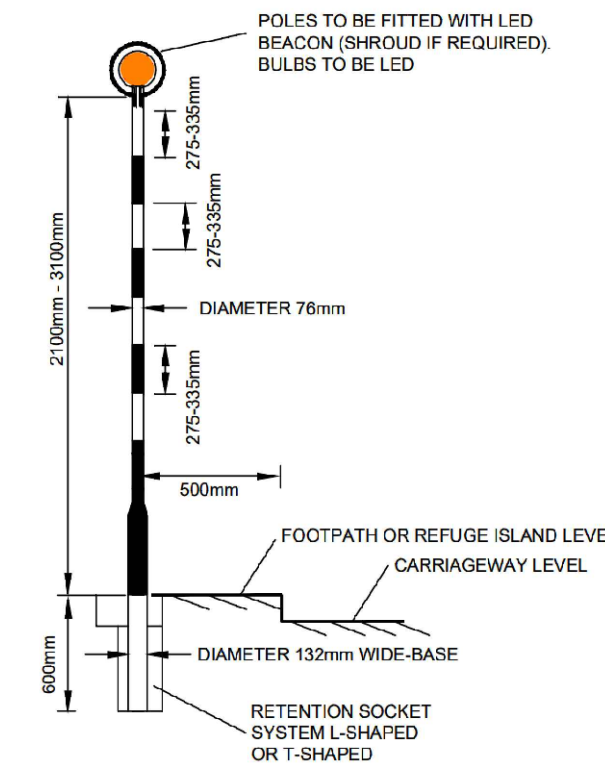 POLES TO BE FITTED WITH LED
BEACON (SHROUD IF REQUIRED).
BULBS TO BE LED
275-335mm
275-335mm
2100mm - 3100mm
DIAMETER 76mm
275-335mm
500mm
FOOTPATH OR REFUGE ISLAND LEVE
CARRIAGEWAY LEVEL
600mm
DIAMETER 132mm WIDE-BASE
RETENTION SOCKET
SYSTEM L-SHAPED
OR T-SHAPED